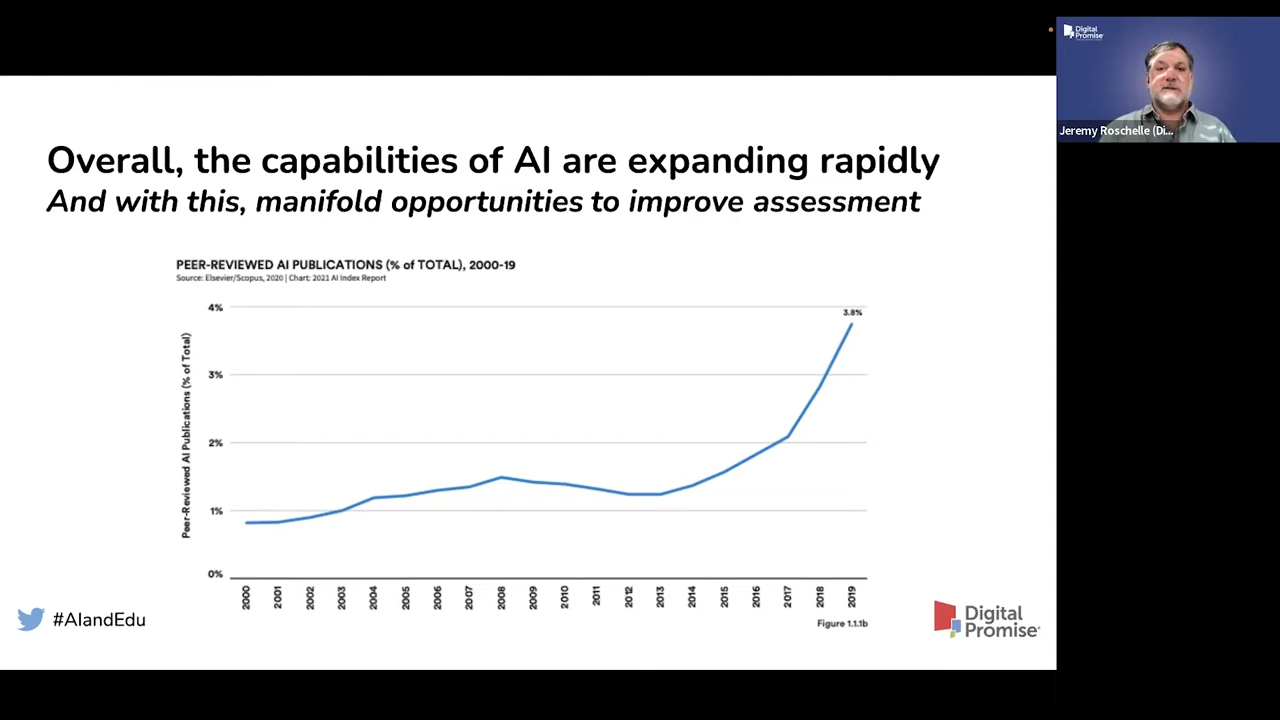 Overall, the capabilities of AI are expanding rapidly
And with this, manifold opportunities to improve assessment
PEER-REVIEWED AI PUBLICATIONS (% of TOTAL), 2000-19
Source: Elsevier/Scopus, 2020 | Chart: 2021 AI Index Report
Peer-Reviewed AI Publications (% of Total)
4%
3%
2%
1%
0%
3.8%
2000
2001
2002
2003
2004
2005
2006
2007
2008
2009
2010
2011
2012
2013
2014
2015
2016
2017
2018
2019
Figure 1.1.1b
#AIandEdu
Digital
Promise®
Digital
Promise®
Jeremy Roschelle (Di...